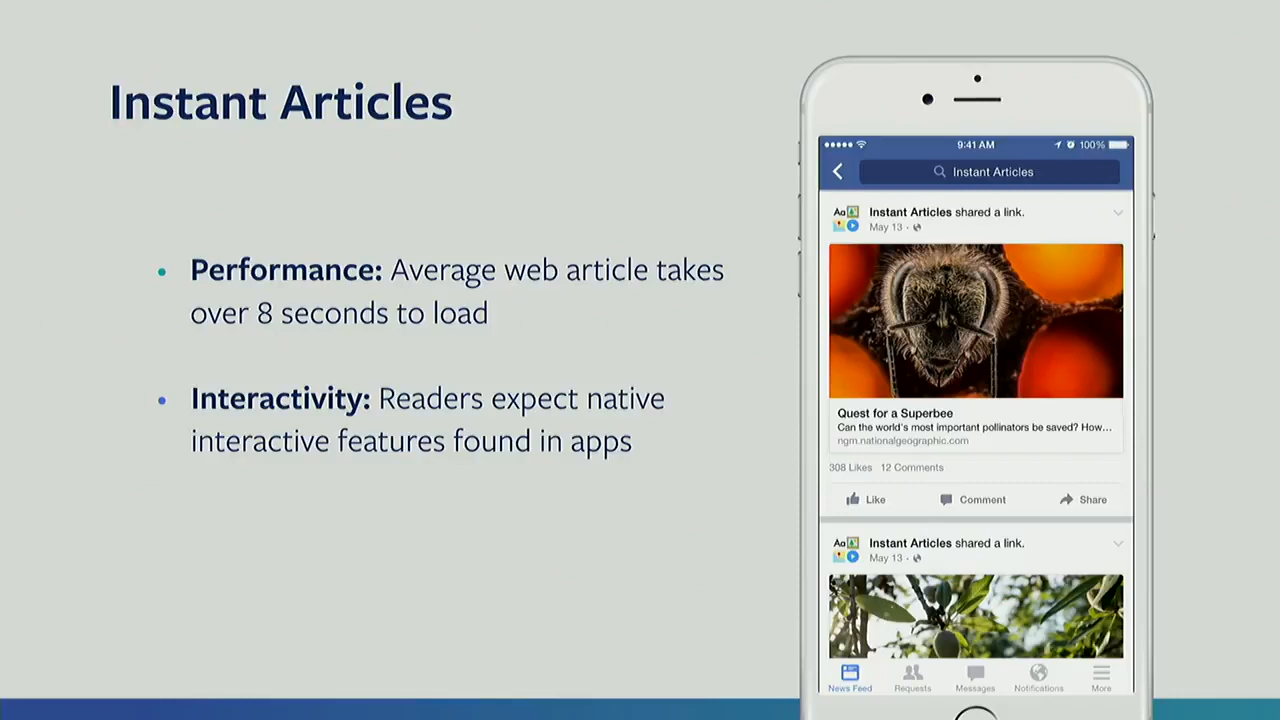 Instant Articles
Performance: Average web article takes
over 8 seconds to load
Interactivity: Readers expect native
interactive features found in apps
9:41 AM
100%
Instant Articles
Aa
Instant Articles shared a link.
May 13 ·
Quest for a Superbee
Can the world's most important pollinators be saved? How...
ngm.nationalgeographic.com
308 Likes 12 Comments
Like Comment Share
Aa
Instant Articles shared a link.
May 13 ·
News Feed Requests Messages Notifications More